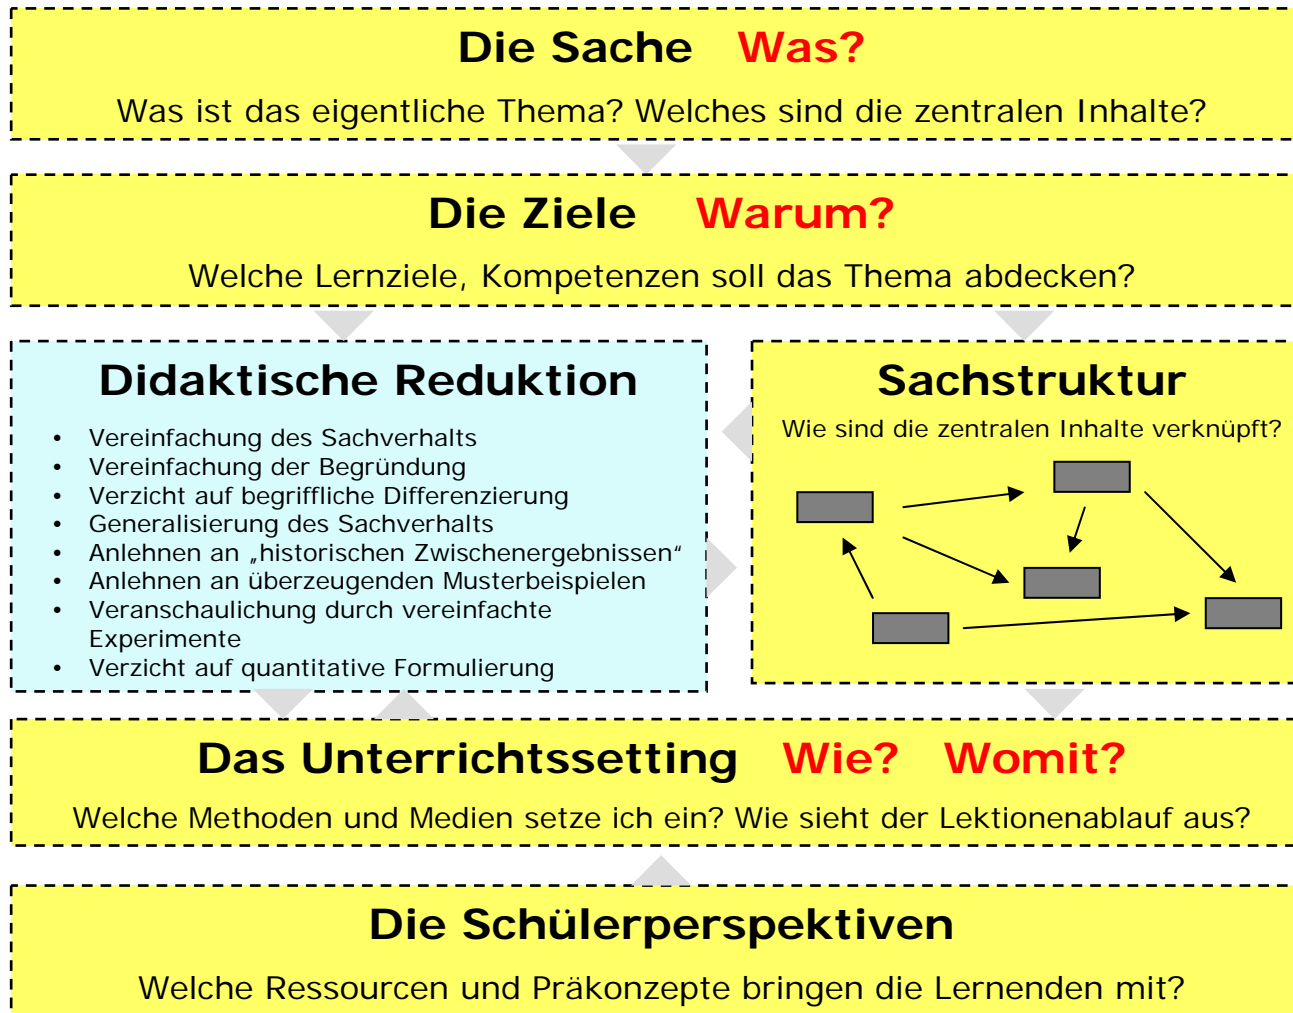 Die Sache Was?
Was ist das eigentliche Thema? Welches sind die zentralen Inhalte?
Die Ziele Warum?
Welche Lernziele, Kompetenzen soll das Thema abdecken?
Didaktische Reduktion
• Vereinfachung des Sachverhalts
• Vereinfachung der Begründung
• Verzicht auf begriffliche Differenzierung
• Generalisierung des Sachverhalts
• Anlehnen an „historischen Zwischenergebnissen“
• Anlehnen an überzeugenden Musterbeispielen
• Veranschaulichung durch vereinfachte
Experimente
• Verzicht auf quantitative Formulierung
Sachstruktur
Wie sind die zentralen Inhalte verknüpft?
Das Unterrichtssetting Wie? Womit?
Welche Methoden und Medien setze ich ein? Wie sieht der Lektionenablauf aus?
Die Schülerperspektiven
Welche Ressourcen und Präkonzepte bringen die Lernenden mit?